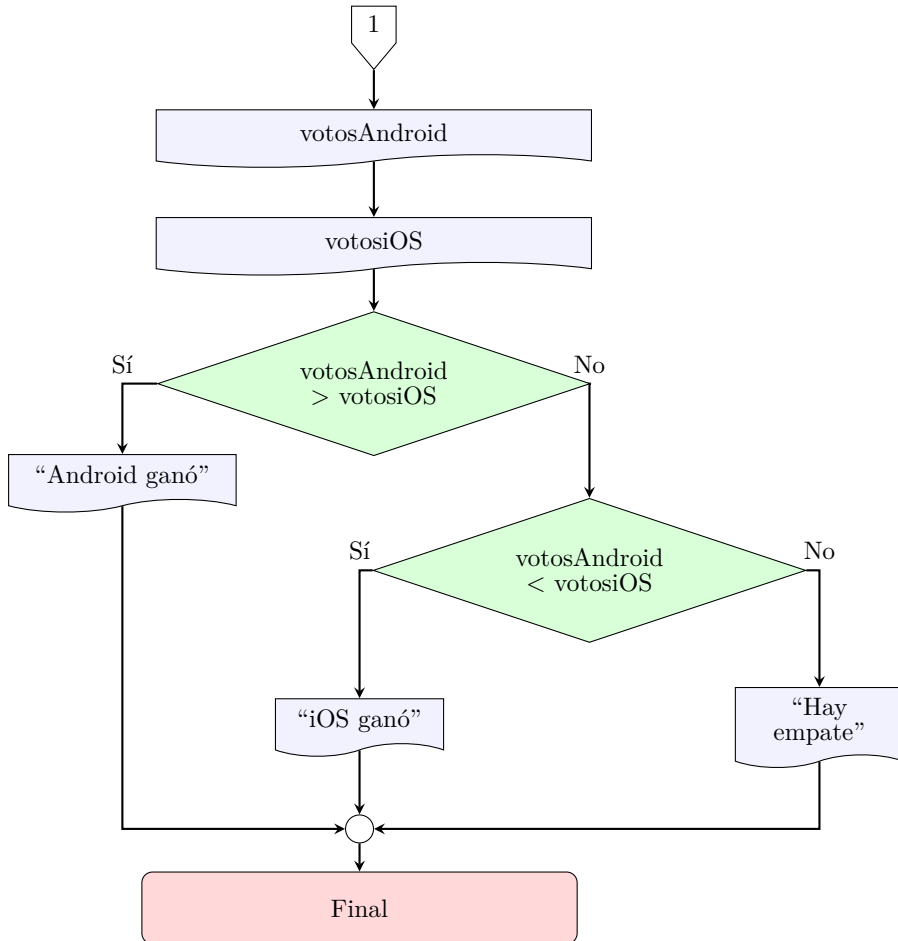 1
votosAndroid
votosiOS
Sí
No
votosAndroid
> votosiOS
“Android ganó”
Sí
No
votosAndroid
< votosiOS
“iOS ganó”
“Hay
empate”
Final